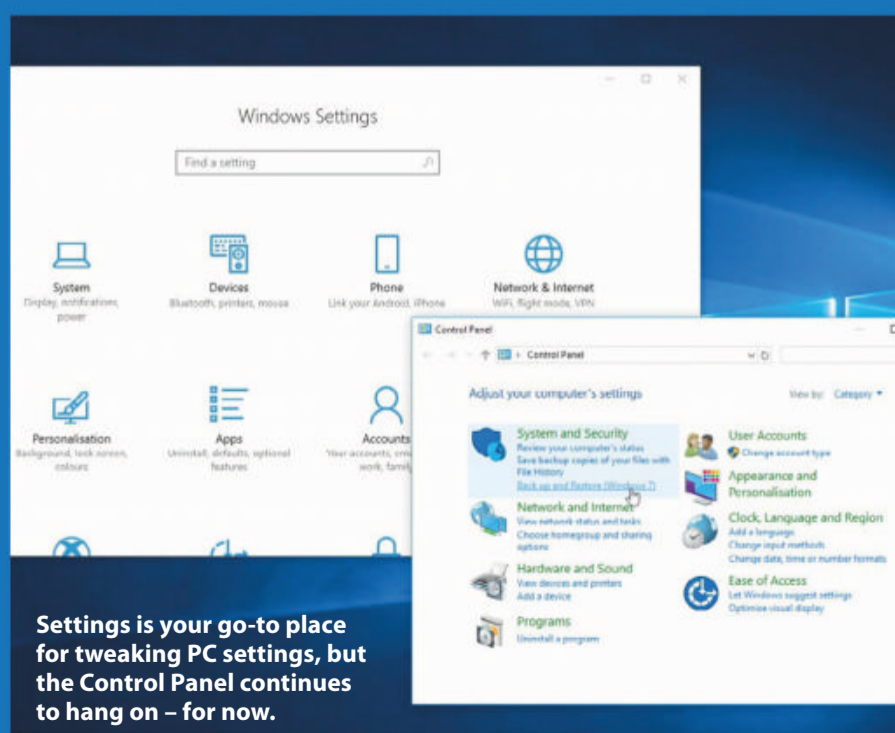 Windows Settings
Find a setting
System
Display, notifications,
power
Devices
Bluetooth, printers, mouse
Phone
Link your Android, iPhone
Network & Internet
WiFi, flight mode, VPN
Personalisation
Background, lock screen,
colours
Apps
Uninstall, defaults, optional
features
Accounts
Your accounts,
work, family
Control Panel
Control Panel
Adjust your computer's settings
View by: Category
System and Security
Review your computer's status
Save backup copies of your files with
File History
Back up and Restore (Windows 7)
Network and Internet
View network status and tasks
Choose homegroup and sharing
options
Hardware and Sound
View devices and printers
Add a device
Programs
Uninstall a program
User Accounts
Change account type
Appearance and
Personalisation
Clock, Language and Region
Add a language
Change input methods
Change date, time or number formats
Ease of Access
Let Windows suggest settings
Optimise visual display
Settings is your go-to place
for tweaking PC settings, but
the Control Panel continues
to hang on – for now.